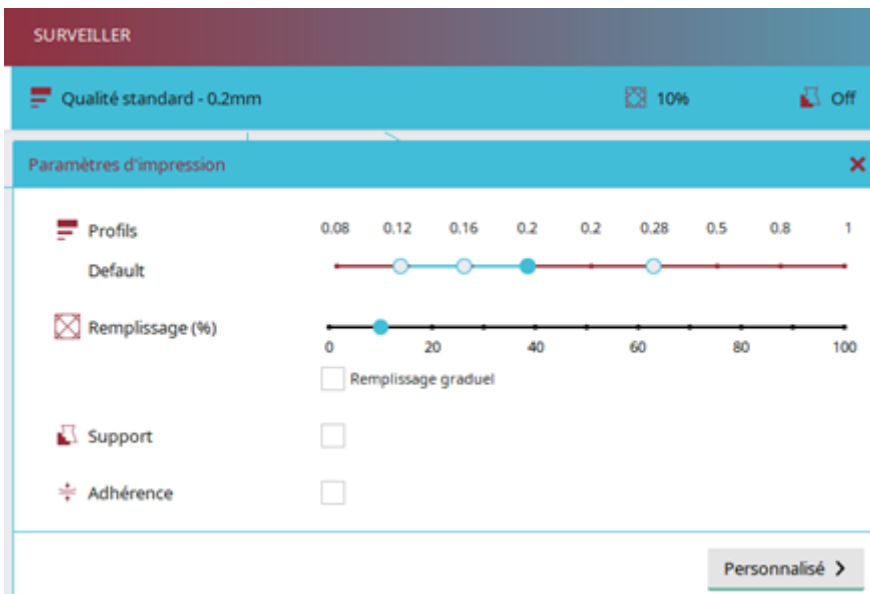 SURVEILLER
Qualité standard - 0.2mm 10% Off
Paramètres d'impression
Profils 0.08 0.12 0.16 0.2 0.2 0.28 0.5 0.8 1
Default
Remplissage (%)
0 20 40 60 80 100
Remplissage graduel
Support
Adhérence
Personnalisé